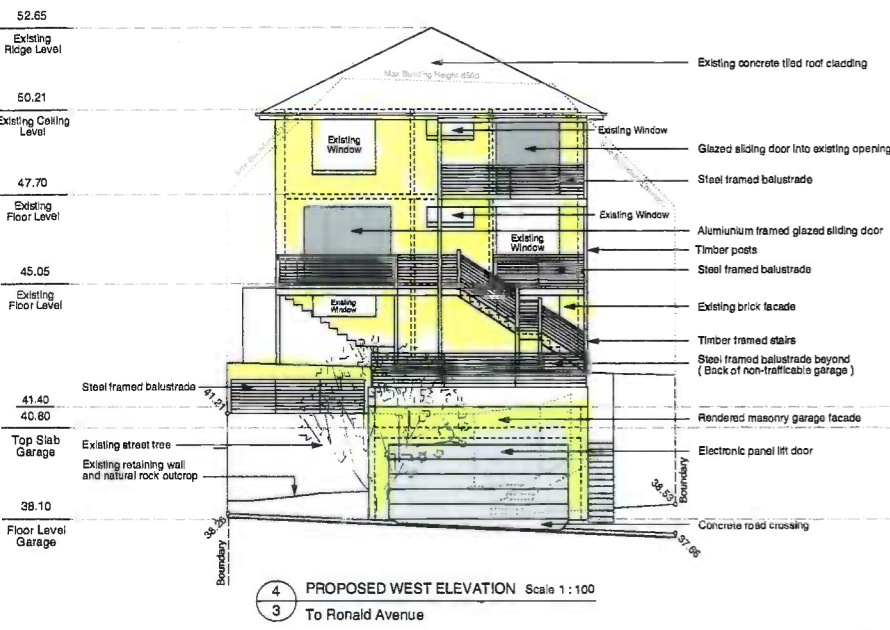 52.65
Existing
Ridge Level
50.21
Existing Ceiling
Level
47.70
Existing
Floor Level
45.05
Existing
Floor Level
41.40
40.80
Top Slab
Garage
38.10
Floor Level
Garage
Max Building Height 8500
Existing
Window
Existing Window
Existing Window
Existing
Window
Existing
Window
Existing concrete tiled roof cladding
Glazed sliding door into existing opening
Steel framed balustrade
Alumiunium framed glazed sliding door
Timber posts
Steel framed balustrade
Existing brick facade
Timber framed stairs
Steel framed balustrade beyond
( Back of non-trafficable garage )
Rendered masonry garage facade
Electronic panel lift door
Concrete road crossing
Steel framed balustrade
41.21
Existing street tree
Existing retaining wall
and natural rock outcrop
38.26
Boundary
38.53
Boundary
37.66
4
3
PROPOSED WEST ELEVATION Scale 1 : 100
To Ronald Avenue